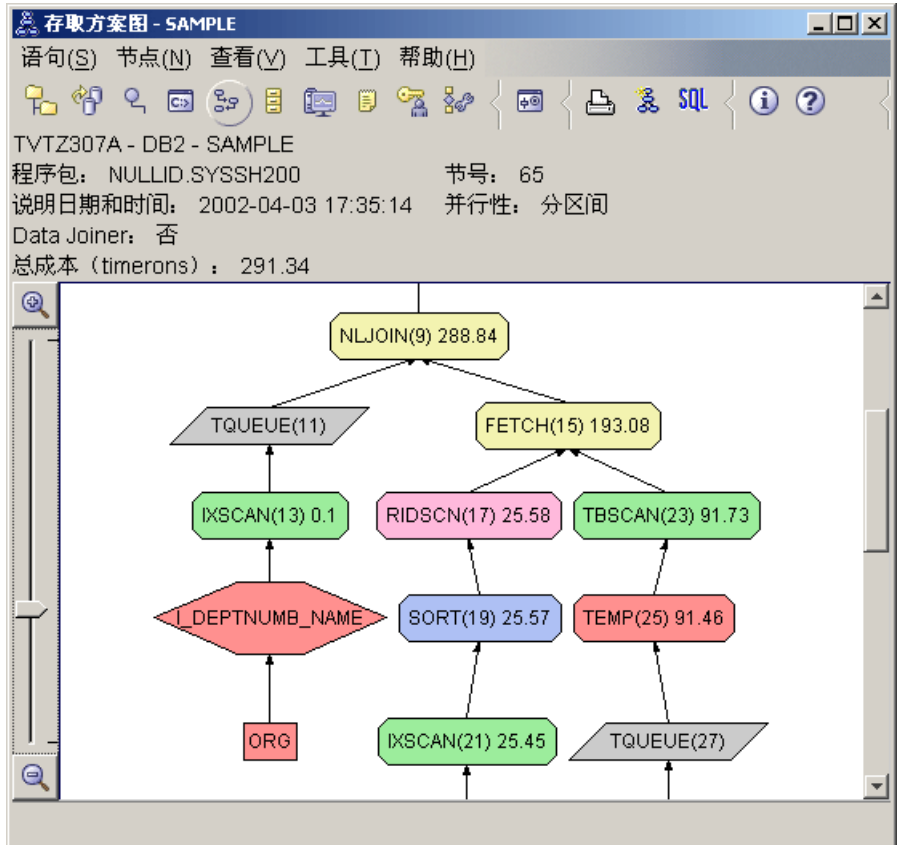 存取方案图 - SAMPLE
语句(S) 节点(N) 查看(V) 工具(T) 帮助(H)
C:> SQL i ?
TVTZ307A - DB2 - SAMPLE
程序包： NULLID.SYSSH200 节号： 65
说明日期和时间： 2002-04-03 17:35:14 并行性： 分区间
Data Joiner： 否
总成本（timerons）： 291.34
NLJOIN(9) 288.84
TQUEUE(11) FETCH(15) 193.08
IXSCAN(13) 0.1 RIDSCN(17) 25.58 TBSCAN(23) 91.73
I_DEPTNUMB_NAME SORT(19) 25.57 TEMP(25) 91.46
ORG IXSCAN(21) 25.45 TQUEUE(27)